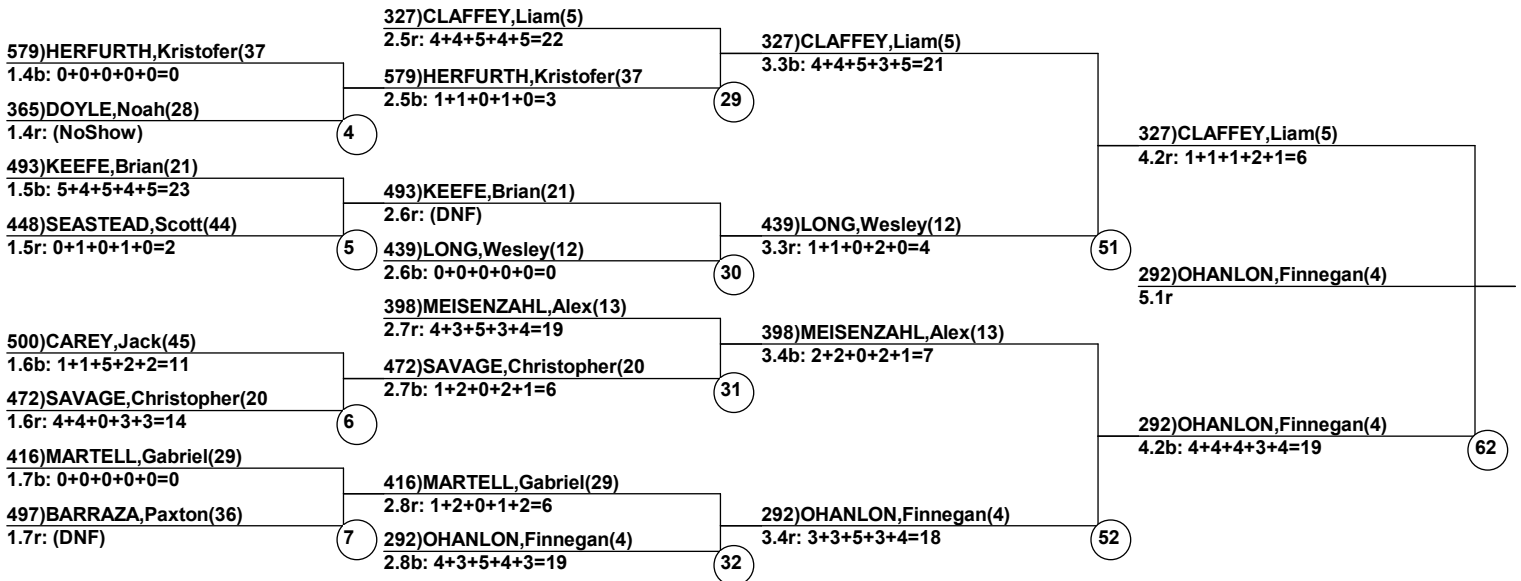 579)HERFURTH,Kristofer(37
1.4b: 0+0+0+0+0=0
365)DOYLE,Noah(28)
1.4r: (NoShow)
4
493)KEEFE,Brian(21)
1.5b: 5+4+5+4+5=23
448)SEASTEAD,Scott(44)
1.5r: 0+1+0+1+0=2
5
500)CAREY,Jack(45)
1.6b: 1+1+5+2+2=11
472)SAVAGE,Christopher(20
1.6r: 4+4+0+3+3=14
6
416)MARTELL,Gabriel(29)
1.7b: 0+0+0+0+0=0
497)BARRAZA,Paxton(36)
1.7r: (DNF)
7
327)CLAFFEY,Liam(5)
2.5r: 4+4+5+4+5=22
579)HERFURTH,Kristofer(37
2.5b: 1+1+0+1+0=3
29
493)KEEFE,Brian(21)
2.6r: (DNF)
439)LONG,Wesley(12)
2.6b: 0+0+0+0+0=0
30
398)MEISENZAHL,Alex(13)
2.7r: 4+3+5+3+4=19
472)SAVAGE,Christopher(20
2.7b: 1+2+0+2+1=6
31
416)MARTELL,Gabriel(29)
2.8r: 1+2+0+1+2=6
292)OHANLON,Finnegan(4)
2.8b: 4+3+5+4+3=19
32
327)CLAFFEY,Liam(5)
3.3b: 4+4+5+3+5=21
439)LONG,Wesley(12)
3.3r: 1+1+0+2+0=4
51
398)MEISENZAHL,Alex(13)
3.4b: 2+2+0+2+1=7
292)OHANLON,Finnegan(4)
3.4r: 3+3+5+3+4=18
52
327)CLAFFEY,Liam(5)
4.2r: 1+1+1+2+1=6
292)OHANLON,Finnegan(4)
5.1r
292)OHANLON,Finnegan(4)
4.2b: 4+4+4+3+4=19
62